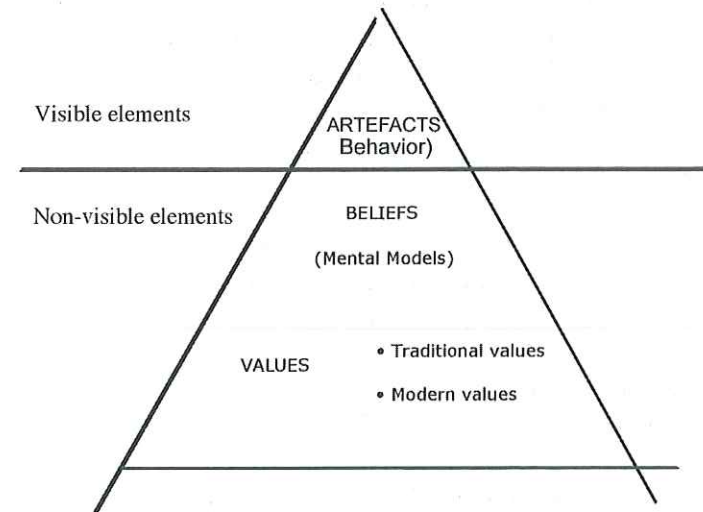 Visible elements
ARTEFACTS
Behavior)
Non-visible elements
BELIEFS
(Mental Models)
VALUES
• Traditional values
• Modern values